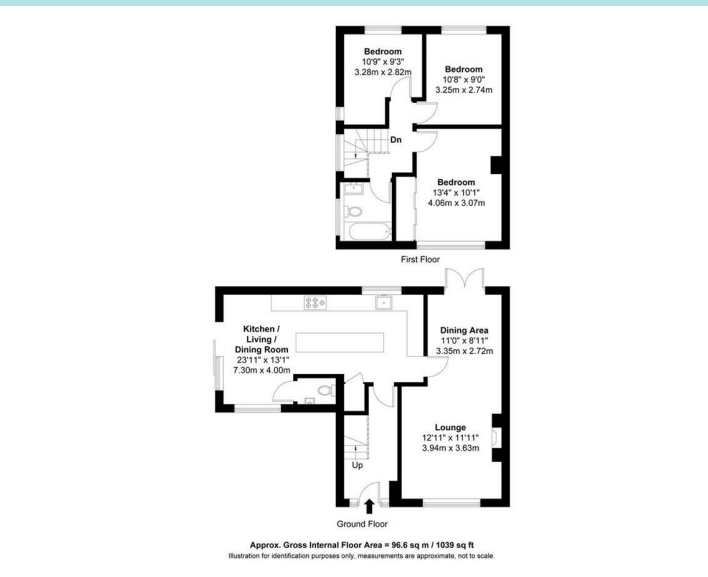 Bedroom
10'9" x 9'3"
3.28m x 2.82m
Bedroom
10'8" x 9'0"
3.25m x 2.74m
Dn
Bedroom
13'4" x 10'1"
4.06m x 3.07m
First Floor
Kitchen /
Living /
Dining Room
23'11" x 13'1"
7.30m x 4.00m
Dining Area
11'0" x 8'11"
3.35m x 2.72m
Lounge
12'11" x 11'11"
3.94m x 3.63m
Up
Ground Floor
Approx. Gross Internal Floor Area = 96.6 sq m / 1039 sq ft
Illustration for identification purposes only, measurements are approximate, not to scale.